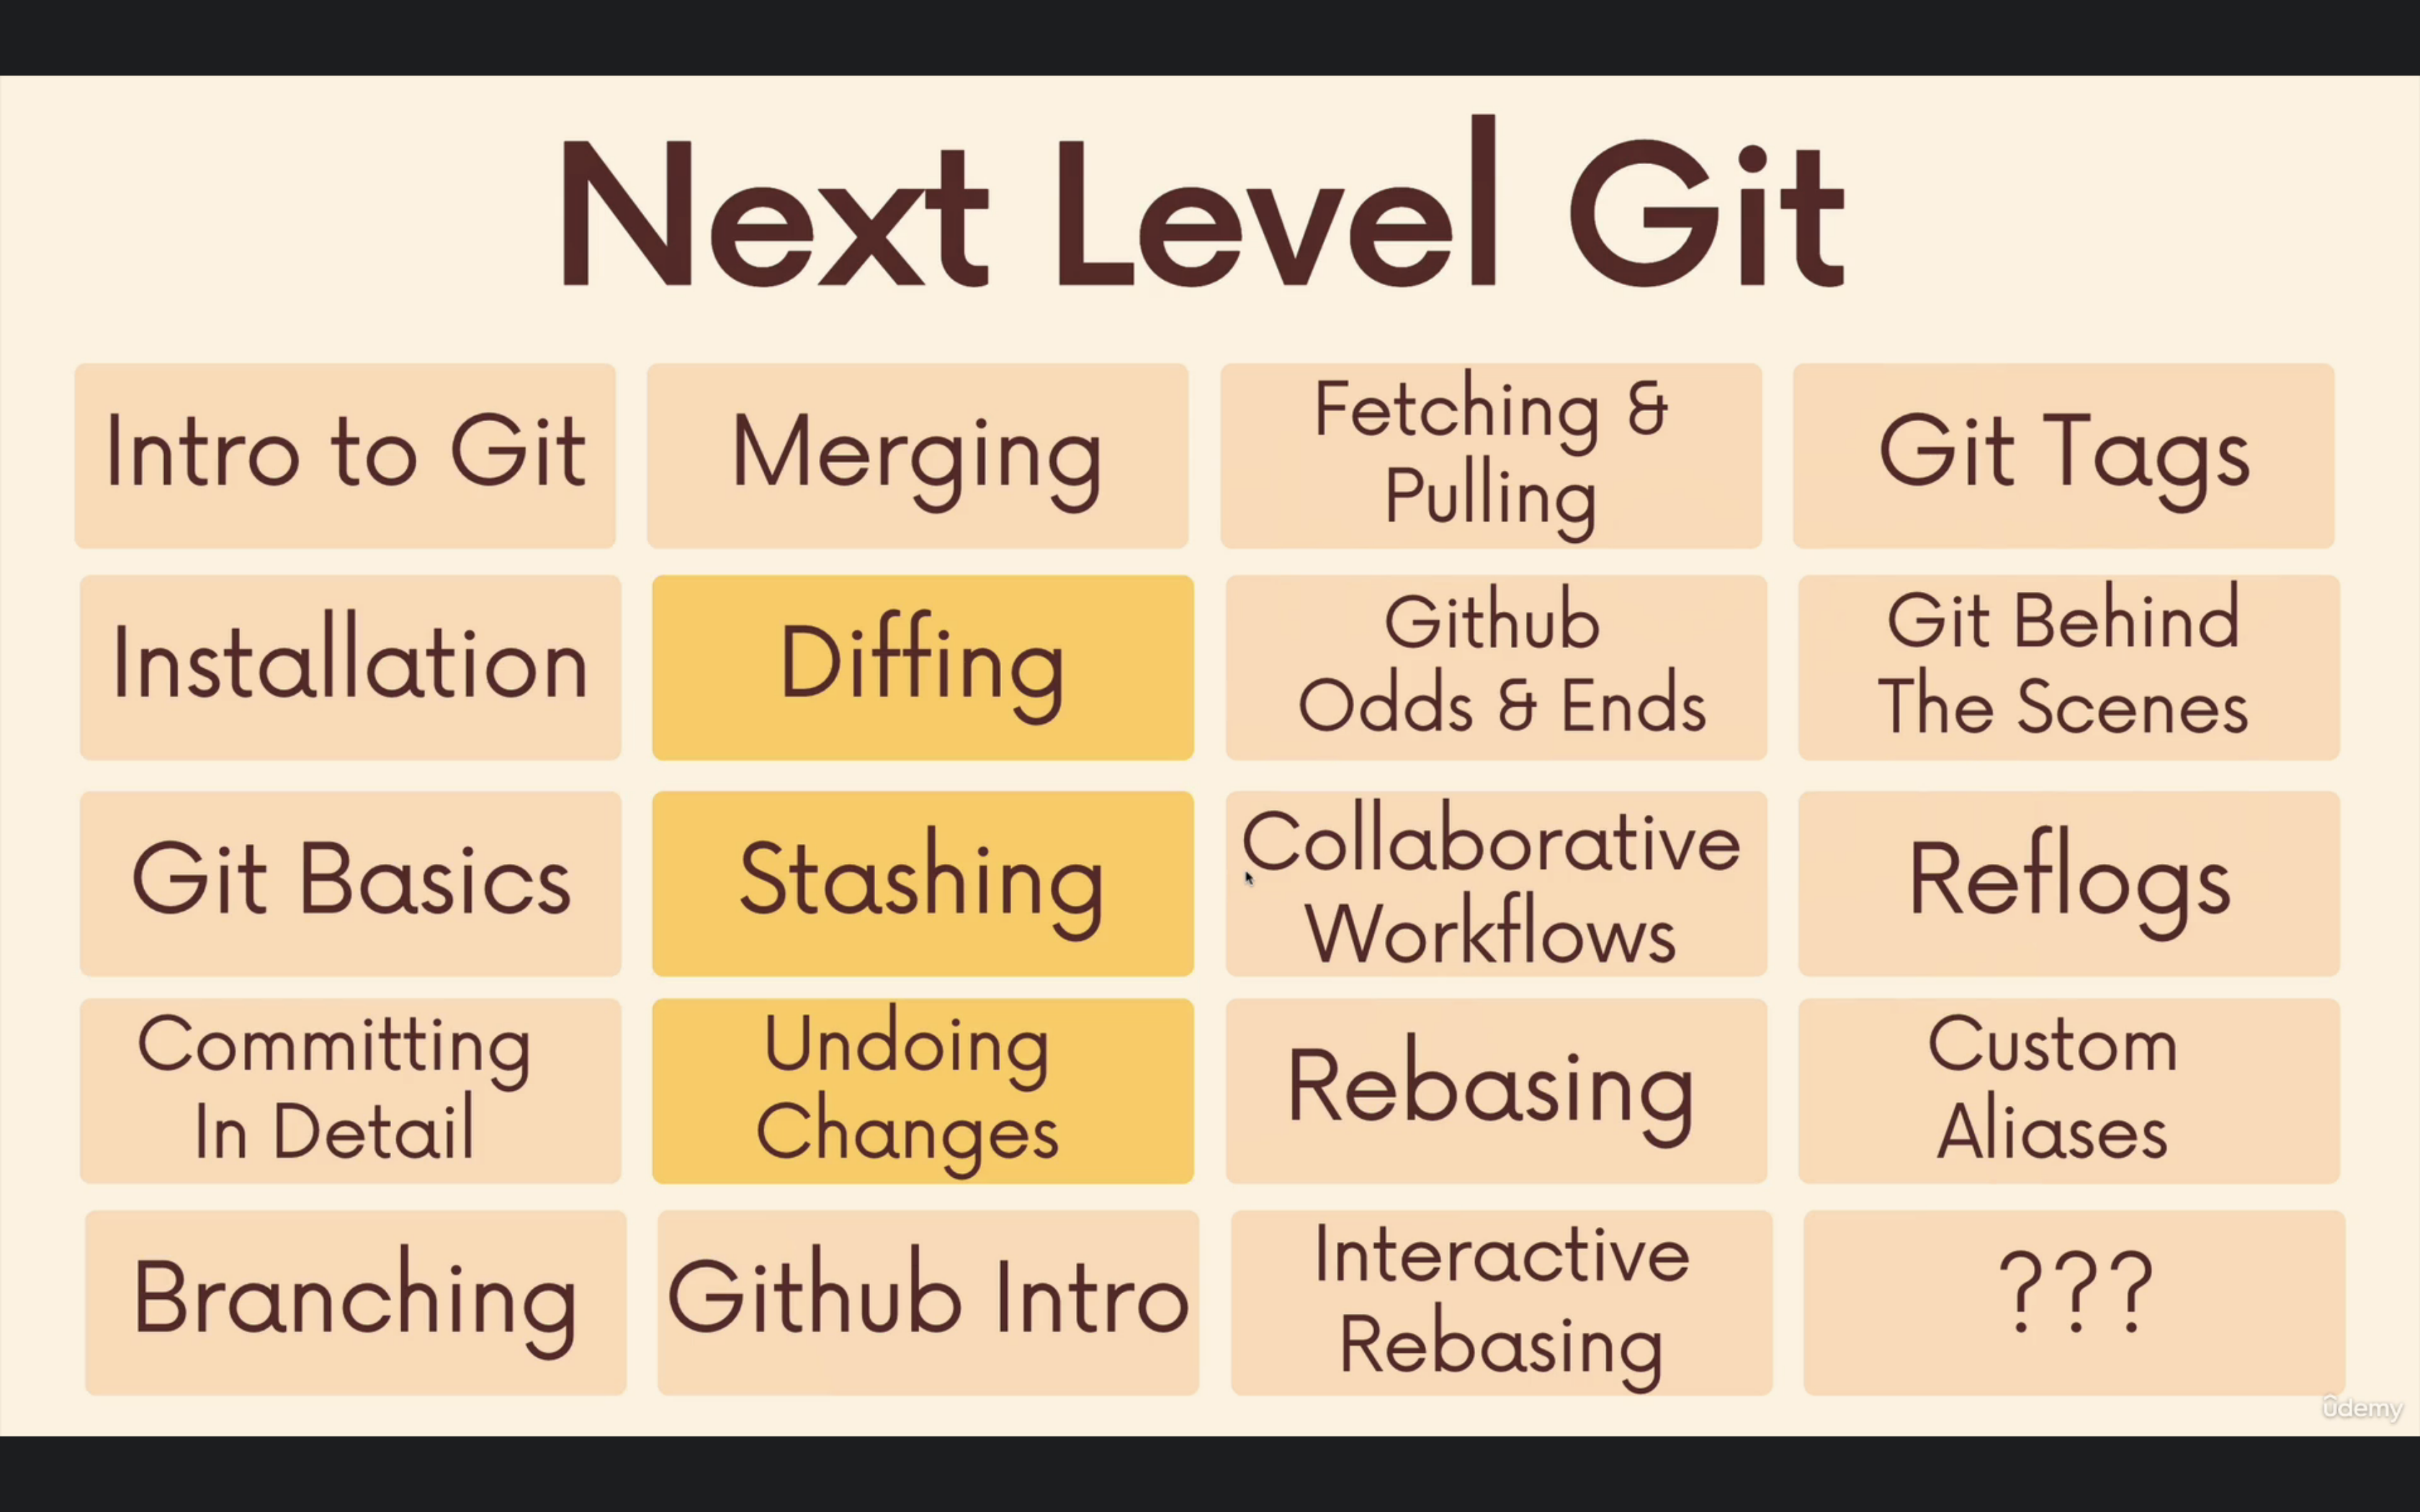 Next Level Git
Intro to Git
Merging
Fetching &
Pulling
Git Tags
Installation
Diffing
Github
Odds & Ends
Git Behind
The Scenes
Git Basics
Stashing
Collaborative
Workflows
Reflogs
Committing
In Detail
Undoing
Changes
Rebasing
Custom
Aliases
Branching
Github Intro
Interactive
Rebasing
???
ûdemy